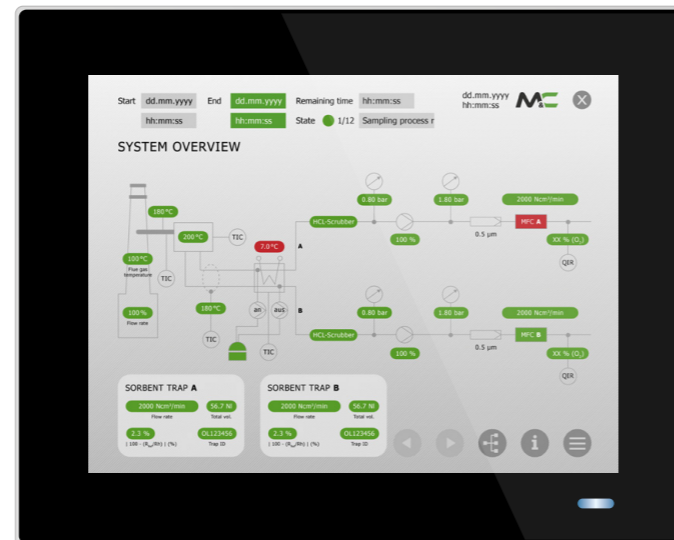 Start dd.mm.yyyy End dd.mm.yyyy Remaining time hh:mm:ss dd.mm.yyyy
hh:mm:ss hh:mm:ss State 1/12 Sampling process r hh:mm:ss
SYSTEM OVERVIEW
0.80 bar 1.80 bar 2000 Ncm³/min
180°C
HCL-Scrubber MFC A
200°C TIC 7.0°C A 100 % 0.5 µm XX % (O₂)
100°C
Flue gas
temperature TIC QIR
180°C an aus B 0.80 bar 1.80 bar 2000 Ncm³/min
100%
Flow rate
HCL-Scrubber MFC B
TIC TIC 100 % 0.5 µm XX % (O₂)
QIR
SORBENT TRAP A
2000 Ncm³/min 56.7 Nl
Flow rate Total vol.
2.3 % OL123456
Trap ID
SORBENT TRAP B
2000 Ncm³/min 56.7 Nl
Flow rate Total vol.
2.3 % OL123456
Trap ID
i